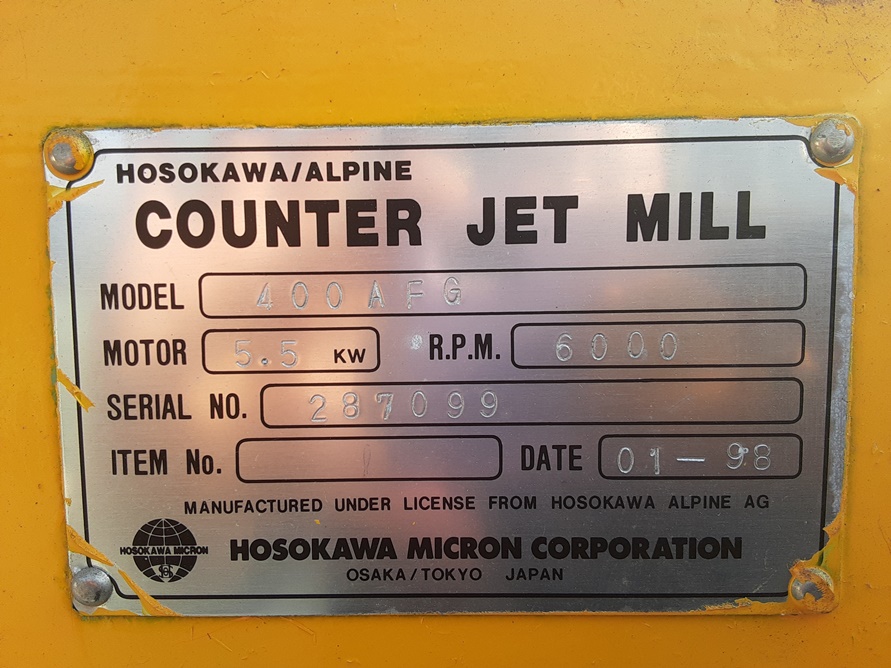 HOSOKAWA/ALPINE
COUNTER JET MILL
MODEL 400AFG
MOTOR 5.5 KW R.P.M. 6000
SERIAL NO. 287099
ITEM No. DATE 01-98
MANUFACTURED UNDER LICENSE FROM HOSOKAWA ALPINE AG
HOSOKAWA MICRON HOSOKAWA MICRON CORPORATION
OSAKA/TOKYO JAPAN